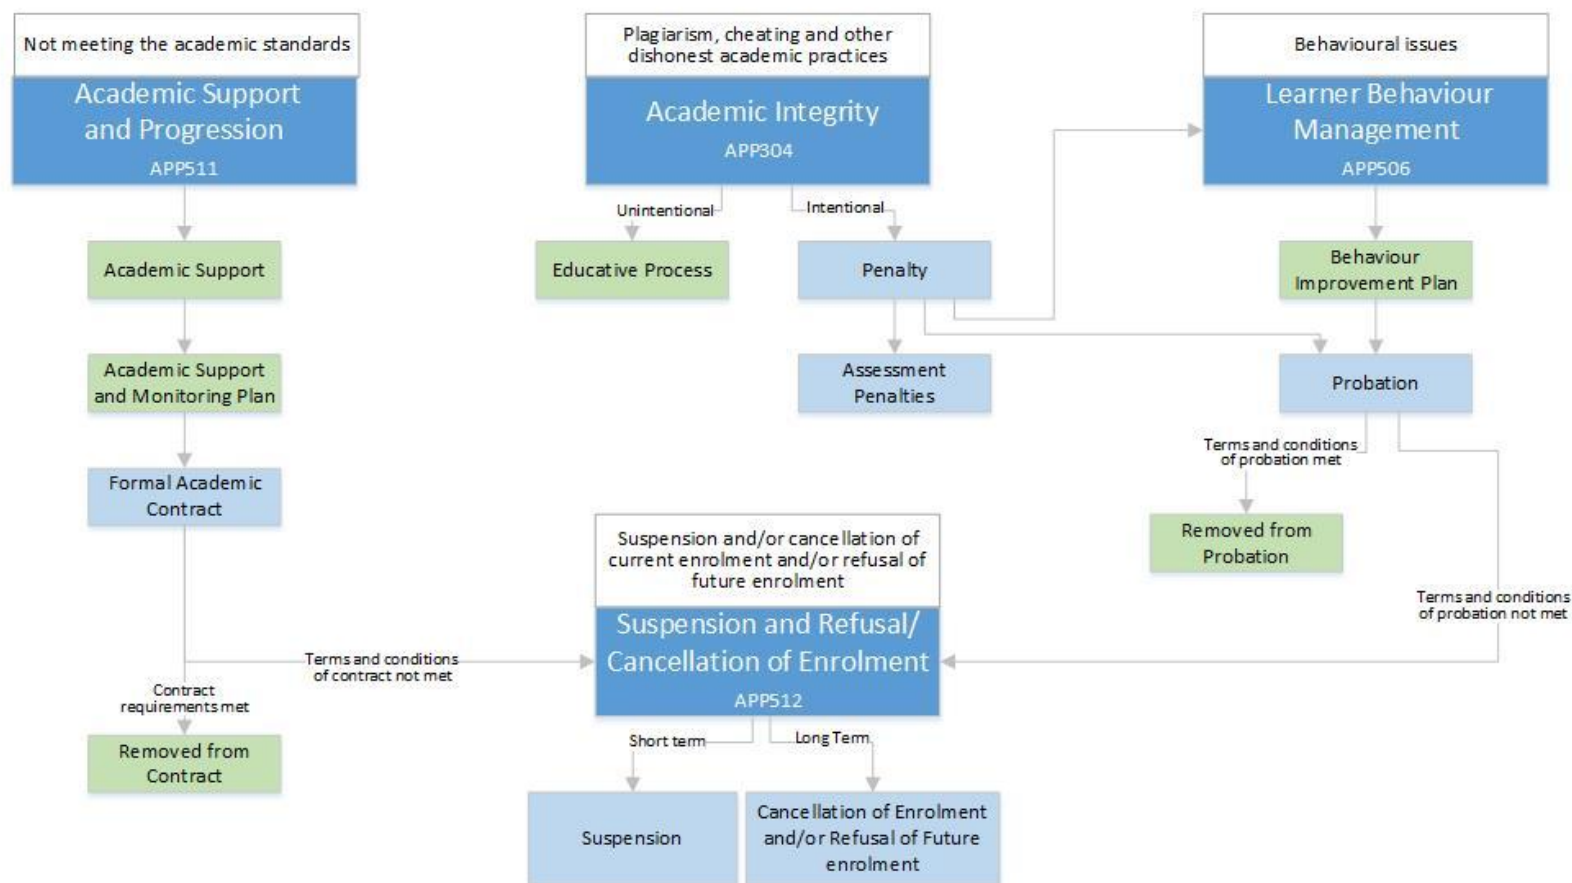 Not meeting the academic standards
Academic Support
and Progression
APP511
Plagiarism, cheating and other
dishonest academic practices
Academic Integrity
APP304
Behavioural issues
Learner Behaviour
Management
APP506
Unintentional
Intentional
Academic Support
Educative Process
Penalty
Behaviour
Improvement Plan
Academic Support
and Monitoring Plan
Assessment
Penalties
Probation
Terms and conditions
of probation met
Formal Academic
Contract
Removed from
Probation
Suspension and/or cancellation of
current enrolment and/or refusal of
future enrolment
Suspension and Refusal/
Cancellation of Enrolment
APP512
Terms and conditions
of probation not met
Terms and conditions
of contract not met
Contract
requirements met
Removed from
Contract
Short term
Long Term
Suspension
Cancellation of Enrolment
and/or Refusal of Future
enrolment